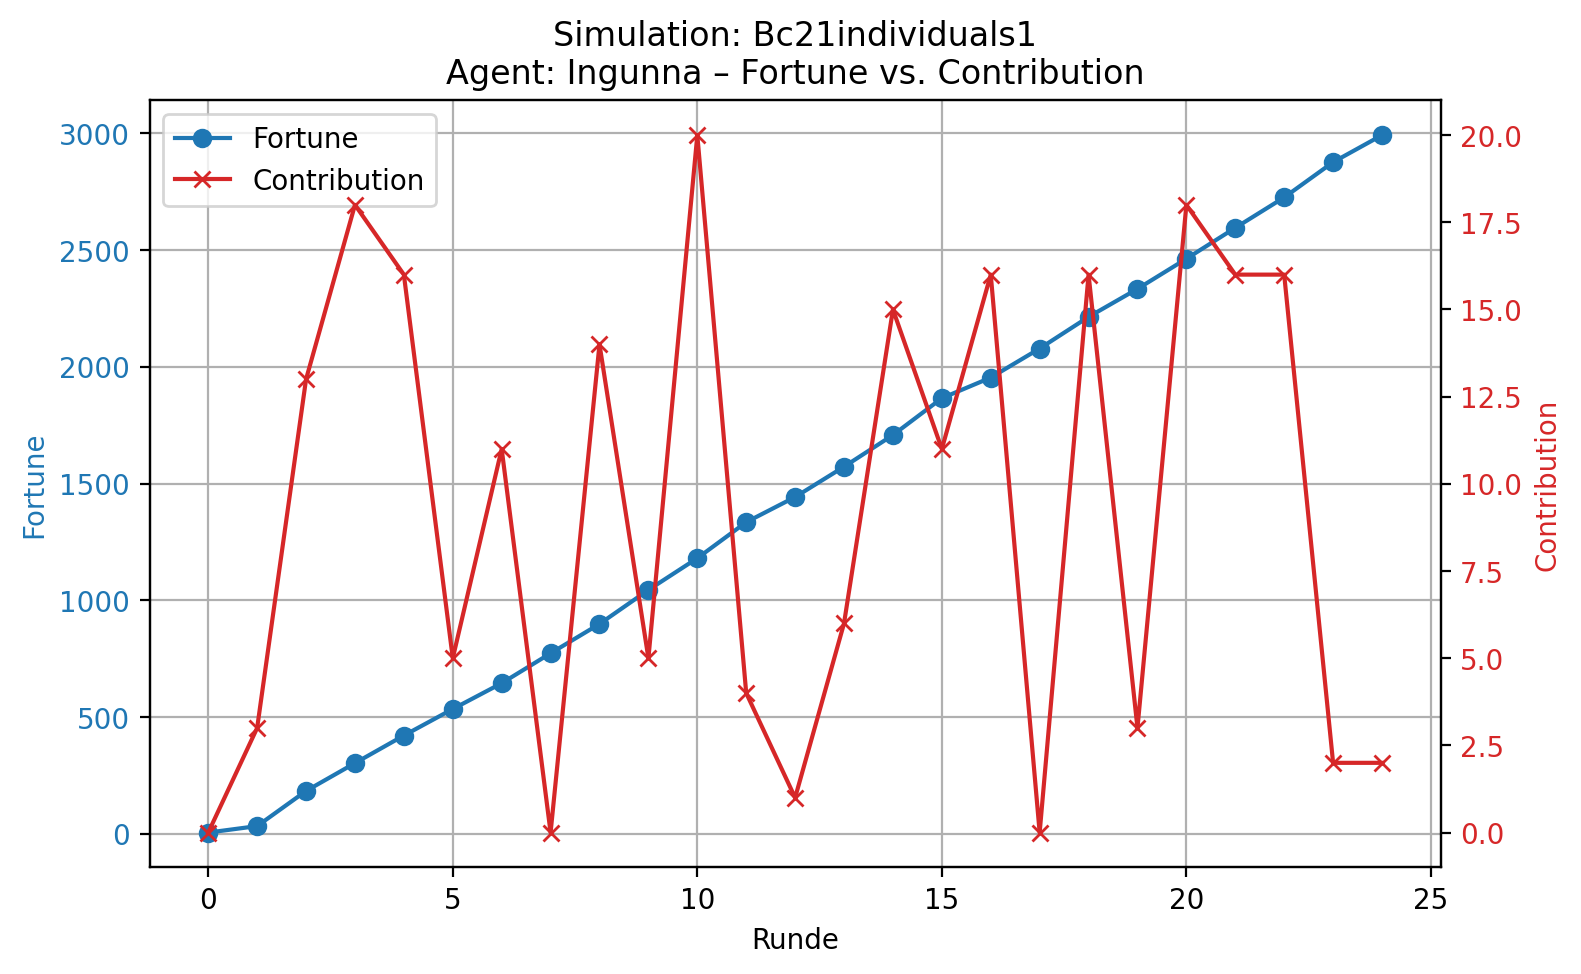 Simulation: Bc21individuals1
Agent: Ingunna – Fortune vs. Contribution
Fortune
Contribution
3000
2500
2000
1500
1000
500
0
Fortune
20.0
17.5
15.0
12.5
10.0
7.5
5.0
2.5
0.0
Contribution
0 5 10 15 20 25
Runde